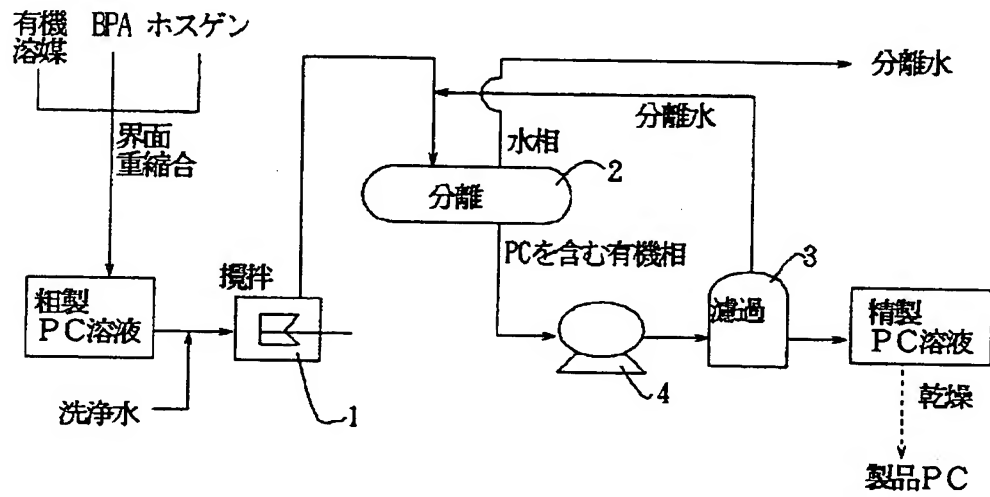 有機
溶媒
BPA
ホスゲン
界面
重縮合
粗製
PC溶液
洗浄水
攪拌
1
分離
2
水相
分離水
分離水
PCを含む有機相
4
濾過
3
精製
PC溶液
乾燥
製品PC